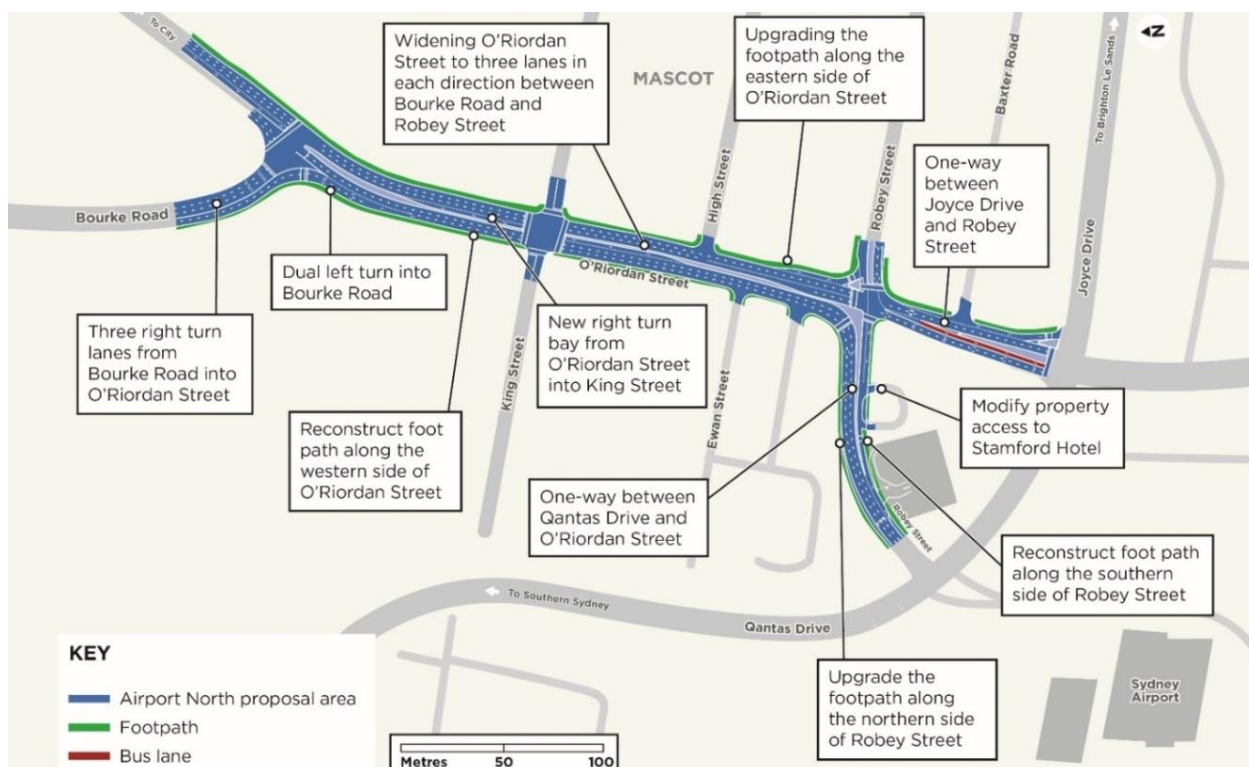 To City
Widening O'Riordan
Street to three lanes in
each direction between
Bourke Road and
Robey Street
MASCOT
Upgrading the
footpath along the
eastern side of
O'Riordan Street
Baxter Road
To Brighton Le Sands
N
High Street
Robey Street
One-way
between
Joyce Drive
and Robey
Street
Joyce Drive
Bourke Road
Dual left turn into
Bourke Road
O'Riordan Street
Three right turn
lanes from
Bourke Road into
O'Riordan Street
King Street
New right turn
bay from
O'Riordan Street
into King Street
Ewan Street
Modify property
access to
Stamford Hotel
Reconstruct foot
path along the
western side of
O'Riordan Street
One-way between
Qantas Drive and
O'Riordan Street
Robey Street
Reconstruct foot path
along the southern
side of Robey Street
To Southern Sydney
Qantas Drive
KEY
Airport North proposal area
Footpath
Bus lane
Metres 50 100
Upgrade the
footpath along
the northern side
of Robey Street
Sydney
Airport